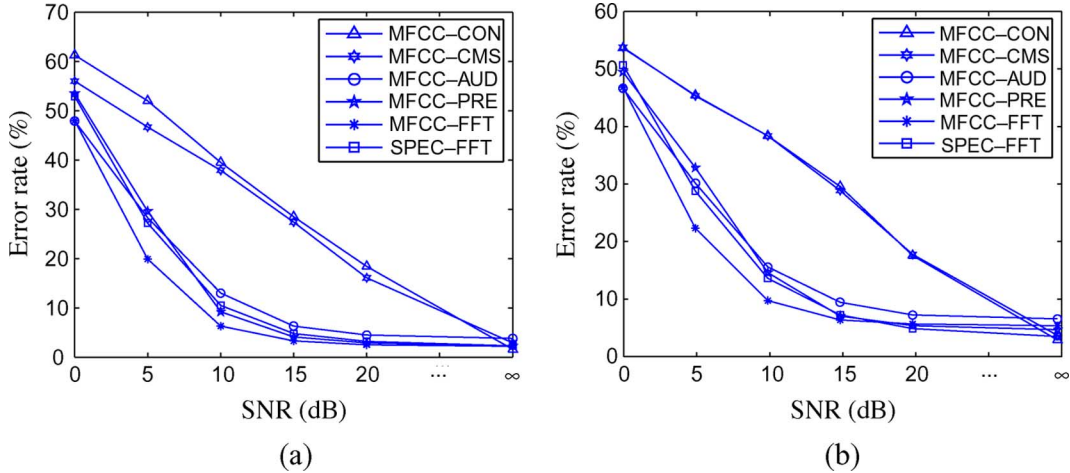 70
60
50
40
30
20
10
0
Error rate (%)
MFCC–CON
MFCC–CMS
MFCC–AUD
MFCC–PRE
MFCC–FFT
SPEC–FFT
0 5 10 15 20 ... ∞
SNR (dB)
(a)
60
50
40
30
20
10
0
Error rate (%)
MFCC–CON
MFCC–CMS
MFCC–AUD
MFCC–PRE
MFCC–FFT
SPEC–FFT
0 5 10 15 20 ... ∞
SNR (dB)
(b)